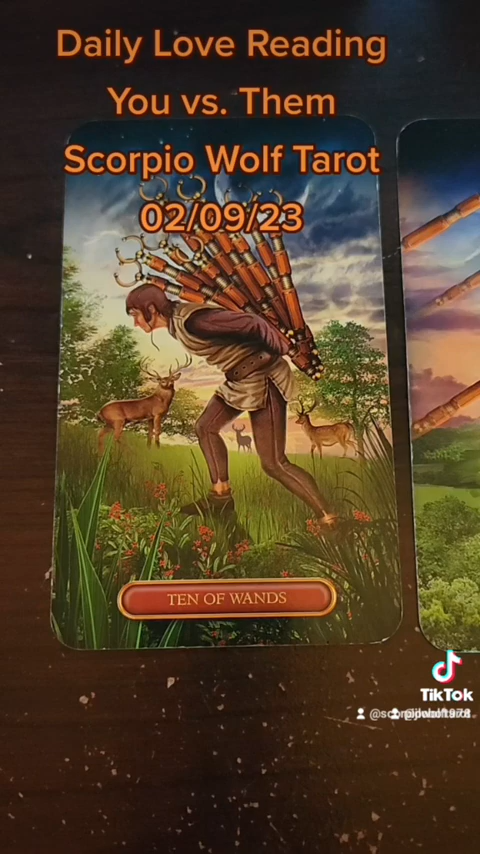 Daily Love Reading
You vs. Them
Scorpio Wolf Tarot
02/09/23
TEN OF WANDS
TikTok